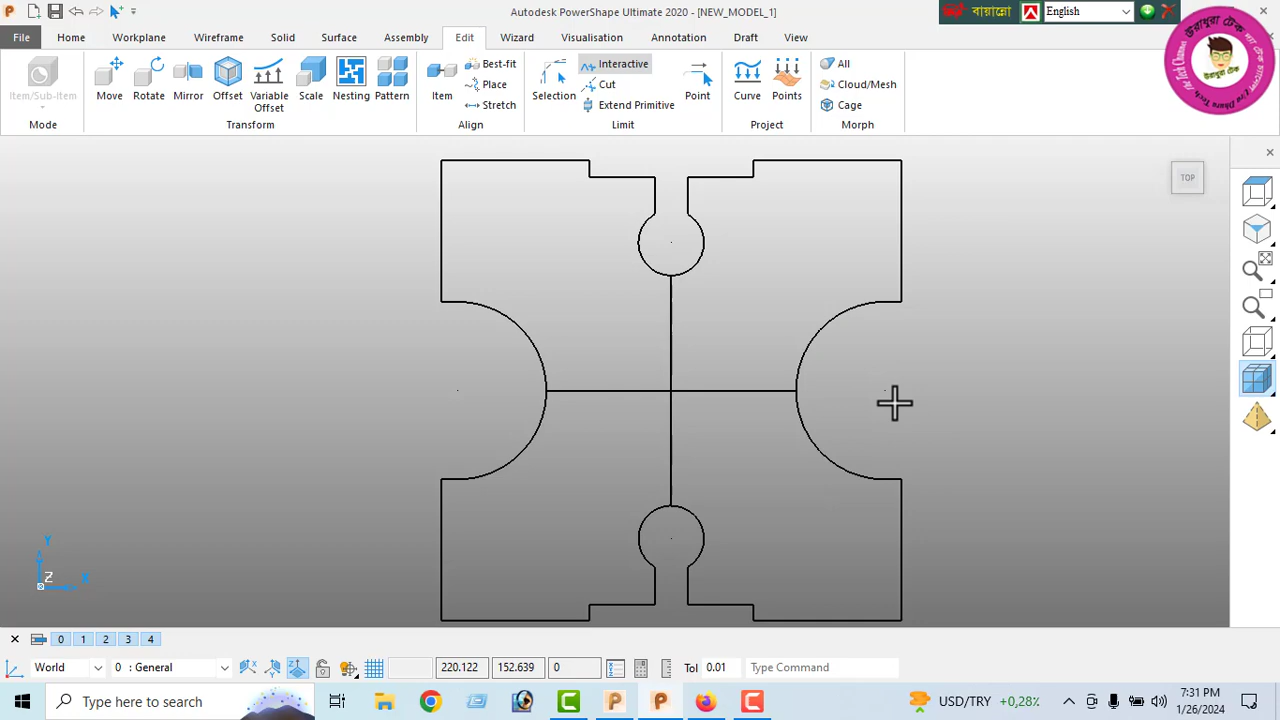 Autodesk PowerShape Ultimate 2020 - [NEW_MODEL_1]
বায়ান্নো
English
File Home Workplane Wireframe Solid Surface Assembly Edit Visualisation Annotation Draft View
Item/Sub-Item
Mode
Move Rotate Mirror Offset Variable Offset Scale Nesting Pattern
Transform
Item
Best-Fit
Place
Stretch
Align
Selection
Interactive
Cut
Extend Primitive
Point
Limit
Curve Points
Project
All
Cloud/Mesh
Cage
Morph
TOP
Y
Z
X
0 1 2 3 4
World 0 : General 220.122 152.639 0 Tol 0.01 Type Command
Type here to search
USD/TRY +0,28%
7:31 PM
1/26/2024